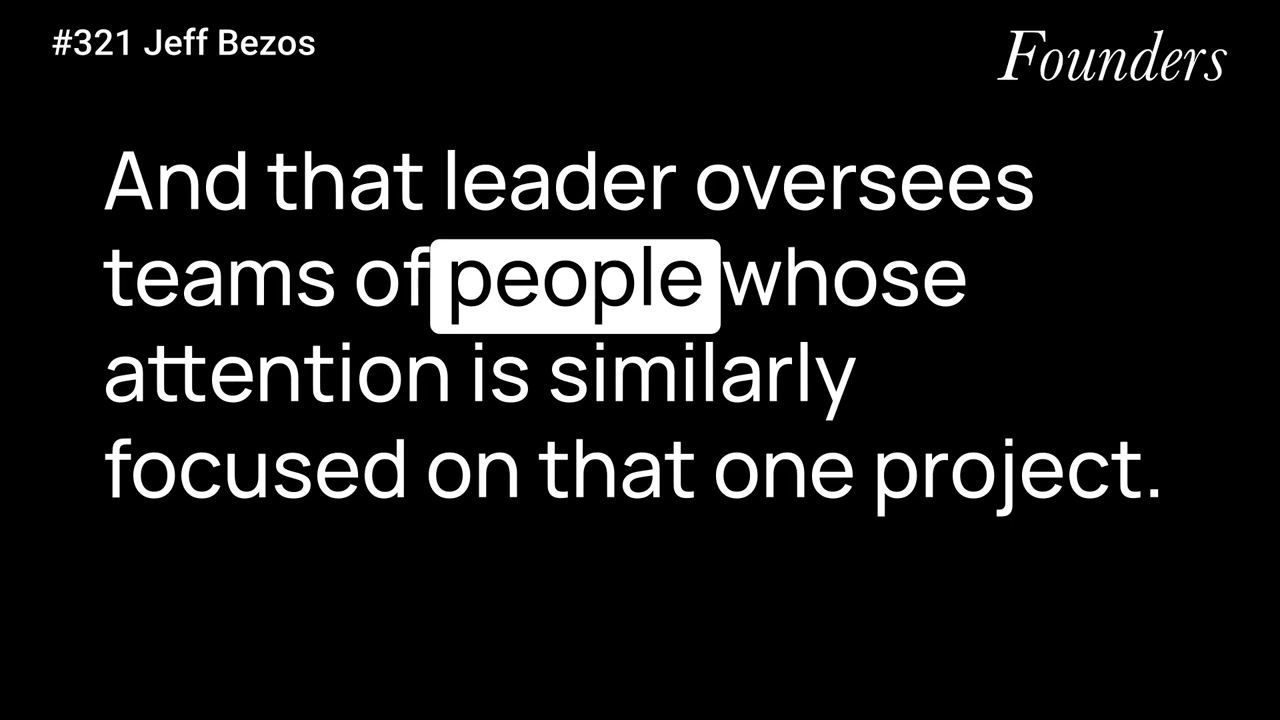 #321 Jeff Bezos
Founders
And that leader oversees
teams of people whose
attention is similarly
focused on that one project.